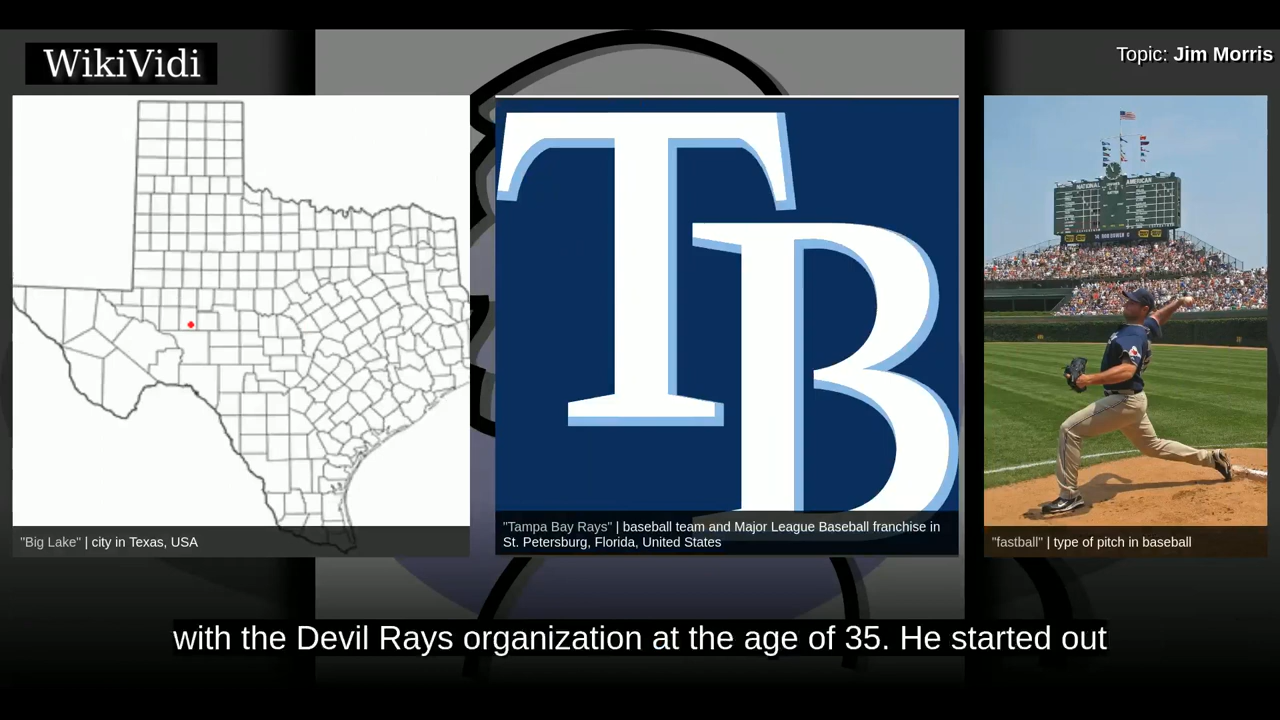 WikiVidi
Topic: Jim Morris
TB
NATIONAL AMERICAN
"Big Lake" | city in Texas, USA
"Tampa Bay Rays" | baseball team and Major League Baseball franchise in
St. Petersburg, Florida, United States
"fastball" | type of pitch in baseball
with the Devil Rays organization at the age of 35. He started out